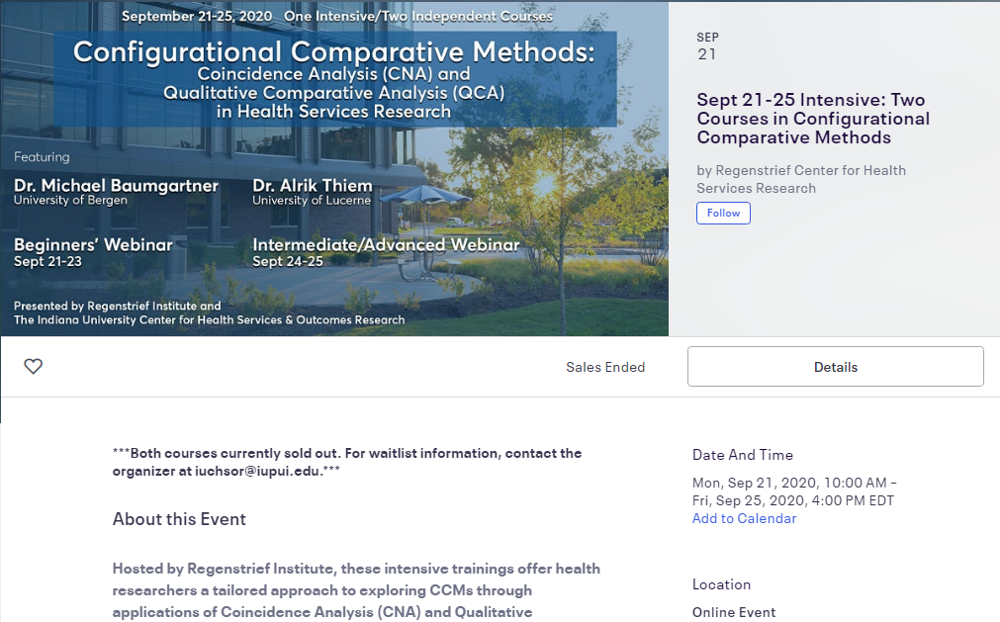 September 21-25, 2020 One Intensive/Two Independent Courses
Configurational Comparative Methods:
Coincidence Analysis (CNA) and
Qualitative Comparative Analysis (QCA)
in Health Services Research
Featuring
Dr. Michael Baumgartner
University of Bergen
Dr. Alrik Thiem
University of Lucerne
Beginners' Webinar
Sept 21-23
Intermediate/Advanced Webinar
Sept 24-25
Presented by Regenstrief Institute and
The Indiana University Center for Health Services & Outcomes Research
SEP
21
Sept 21-25 Intensive: Two
Courses in Configurational
Comparative Methods
by Regenstrief Center for Health
Services Research
Follow
Sales Ended
Details
***Both courses currently sold out. For waitlist information, contact the
organizer at iuchsor@iupui.edu.***
About this Event
Hosted by Regenstrief Institute, these intensive trainings offer health
researchers a tailored approach to exploring CCMs through
applications of Coincidence Analysis (CNA) and Qualitative
Date And Time
Mon, Sep 21, 2020, 10:00 AM –
Fri, Sep 25, 2020, 4:00 PM EDT
Add to Calendar
Location
Online Event